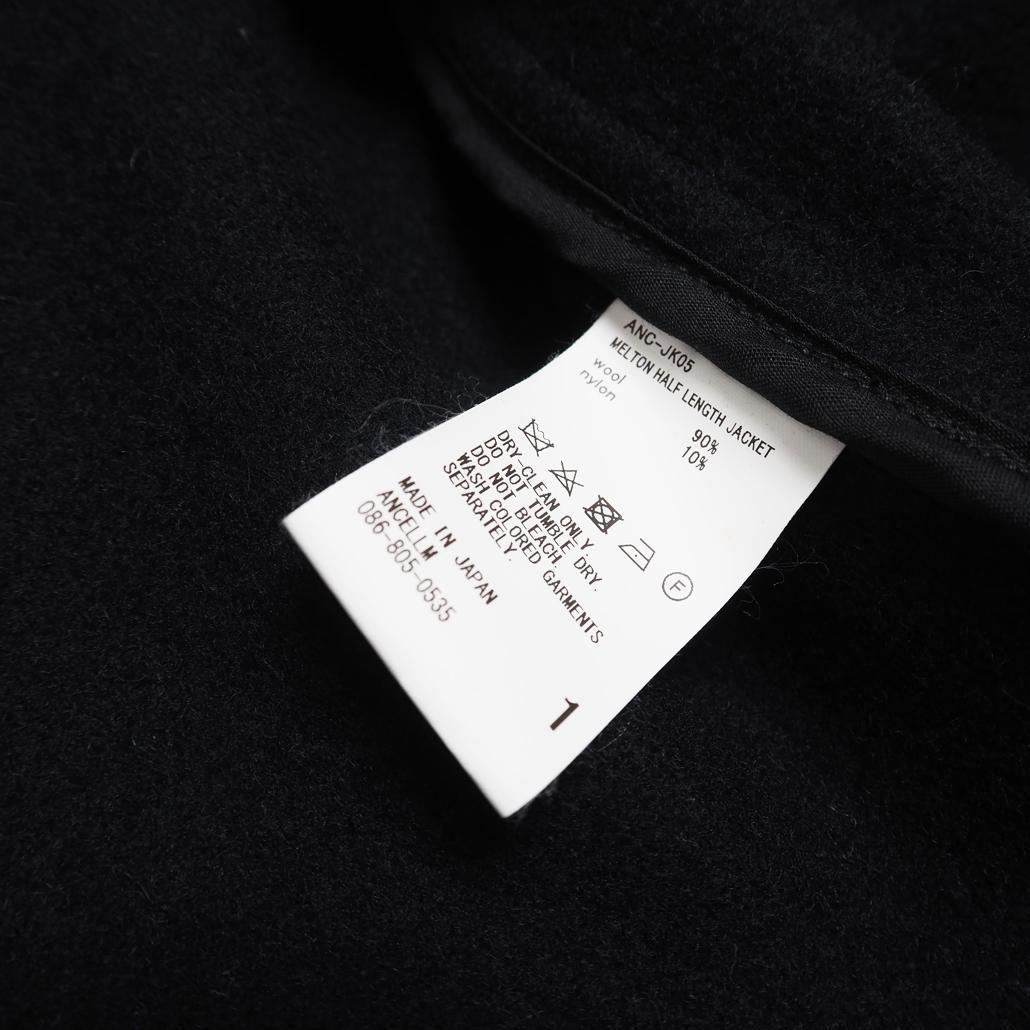 ANC-JK05
MELTON HALF LENGTH JACKET
wool 90%
nylon 10%
F
DRY-CLEAN ONLY.
DO NOT TUMBLE DRY.
DO NOT BLEACH.
WASH COLORED GARMENTS
SEPARATELY.
MADE IN JAPAN
ANCELLM
086-805-0535
1